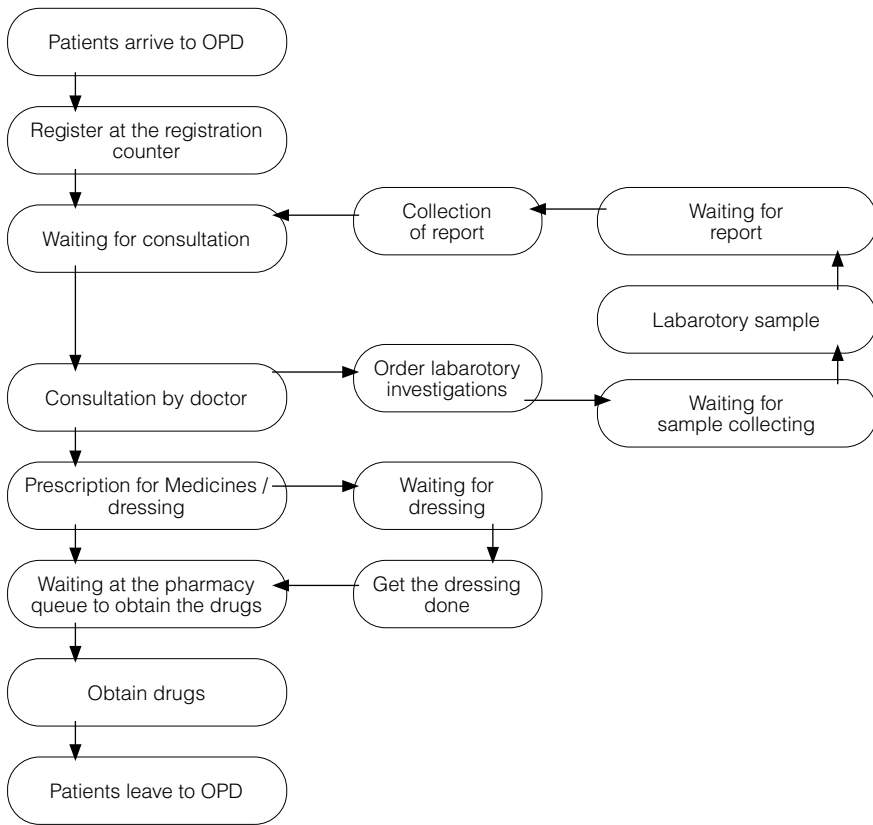 Patients arrive to OPD
Register at the registration
counter
Waiting for consultation
Collection
of report
Waiting for
report
Labarotory sample
Consultation by doctor
Order labarotory
investigations
Waiting for
sample collecting
Prescription for Medicines /
dressing
Waiting for
dressing
Waiting at the pharmacy
queue to obtain the drugs
Get the dressing
done
Obtain drugs
Patients leave to OPD